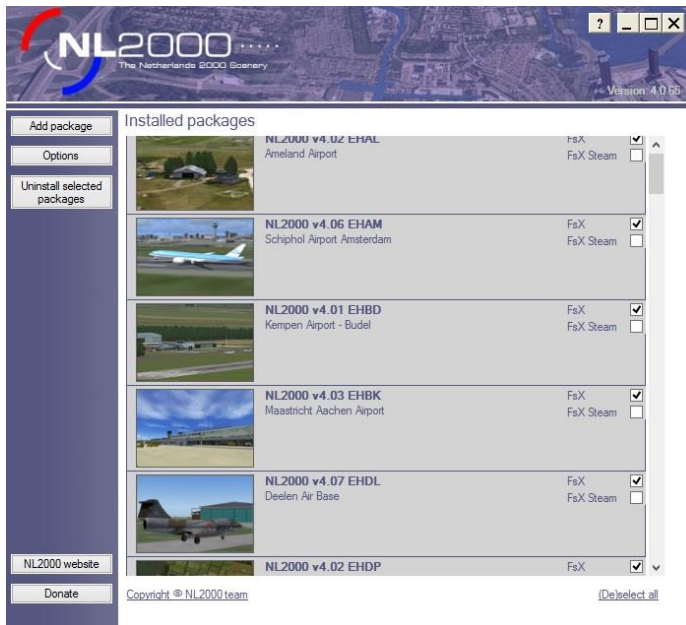 NL2000
The Netherlands 2000 Scenery
?
Version: 4.0.65
Add package
Options
Uninstall selected
packages
NL2000 website
Donate
Installed packages
NL2000 v4.02 EHAL FsX
Ameland Airport FsX Steam
NL2000 v4.06 EHAM FsX
Schiphol Airport Amsterdam FsX Steam
NL2000 v4.01 EHBD FsX
Kempen Airport - Budel FsX Steam
NL2000 v4.03 EHBK FsX
Maastricht Aachen Airport FsX Steam
NL2000 v4.07 EHDL FsX
Deelen Air Base FsX Steam
NL2000 v4.02 EHDP FsX
Copyright © NL2000 team (De)select all